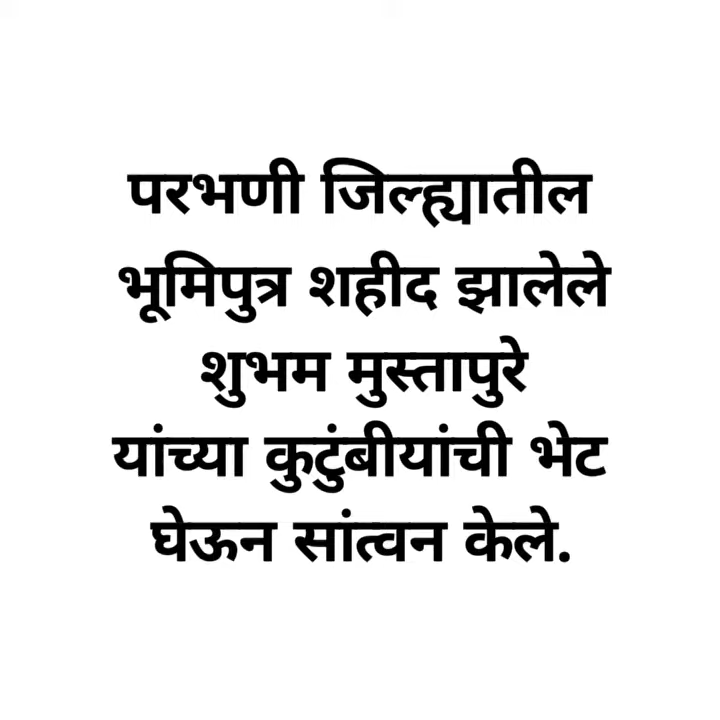 परभणी जिल्ह्यातील
भूमिपुत्र शहीद झालेले
शुभम मुस्तापुरे
यांच्या कुटुंबीयांची भेट
घेऊन सांत्वन केले.